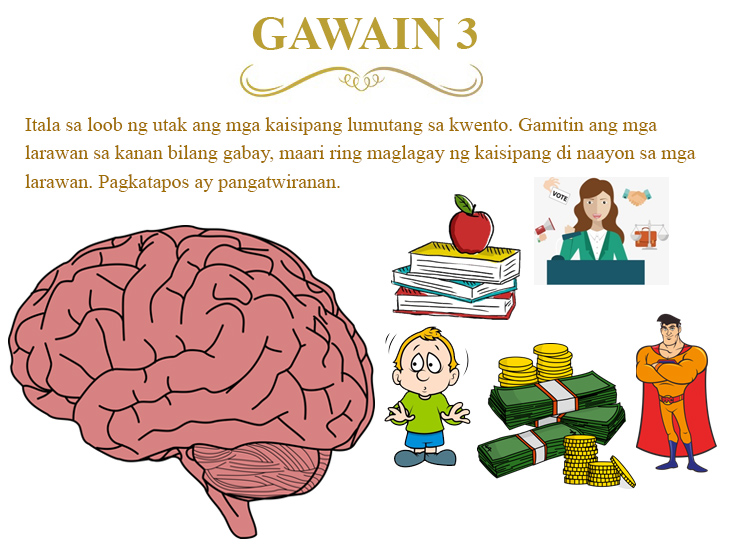 GAWAIN 3
Itala sa loob ng utak ang mga kaisipang lumutang sa kwento. Gamitin ang mga
larawan sa kanan bilang gabay, maari ring maglagay ng kaisipang di naayon sa mga
larawan. Pagkatapos ay pangatwiranan.
VOTE